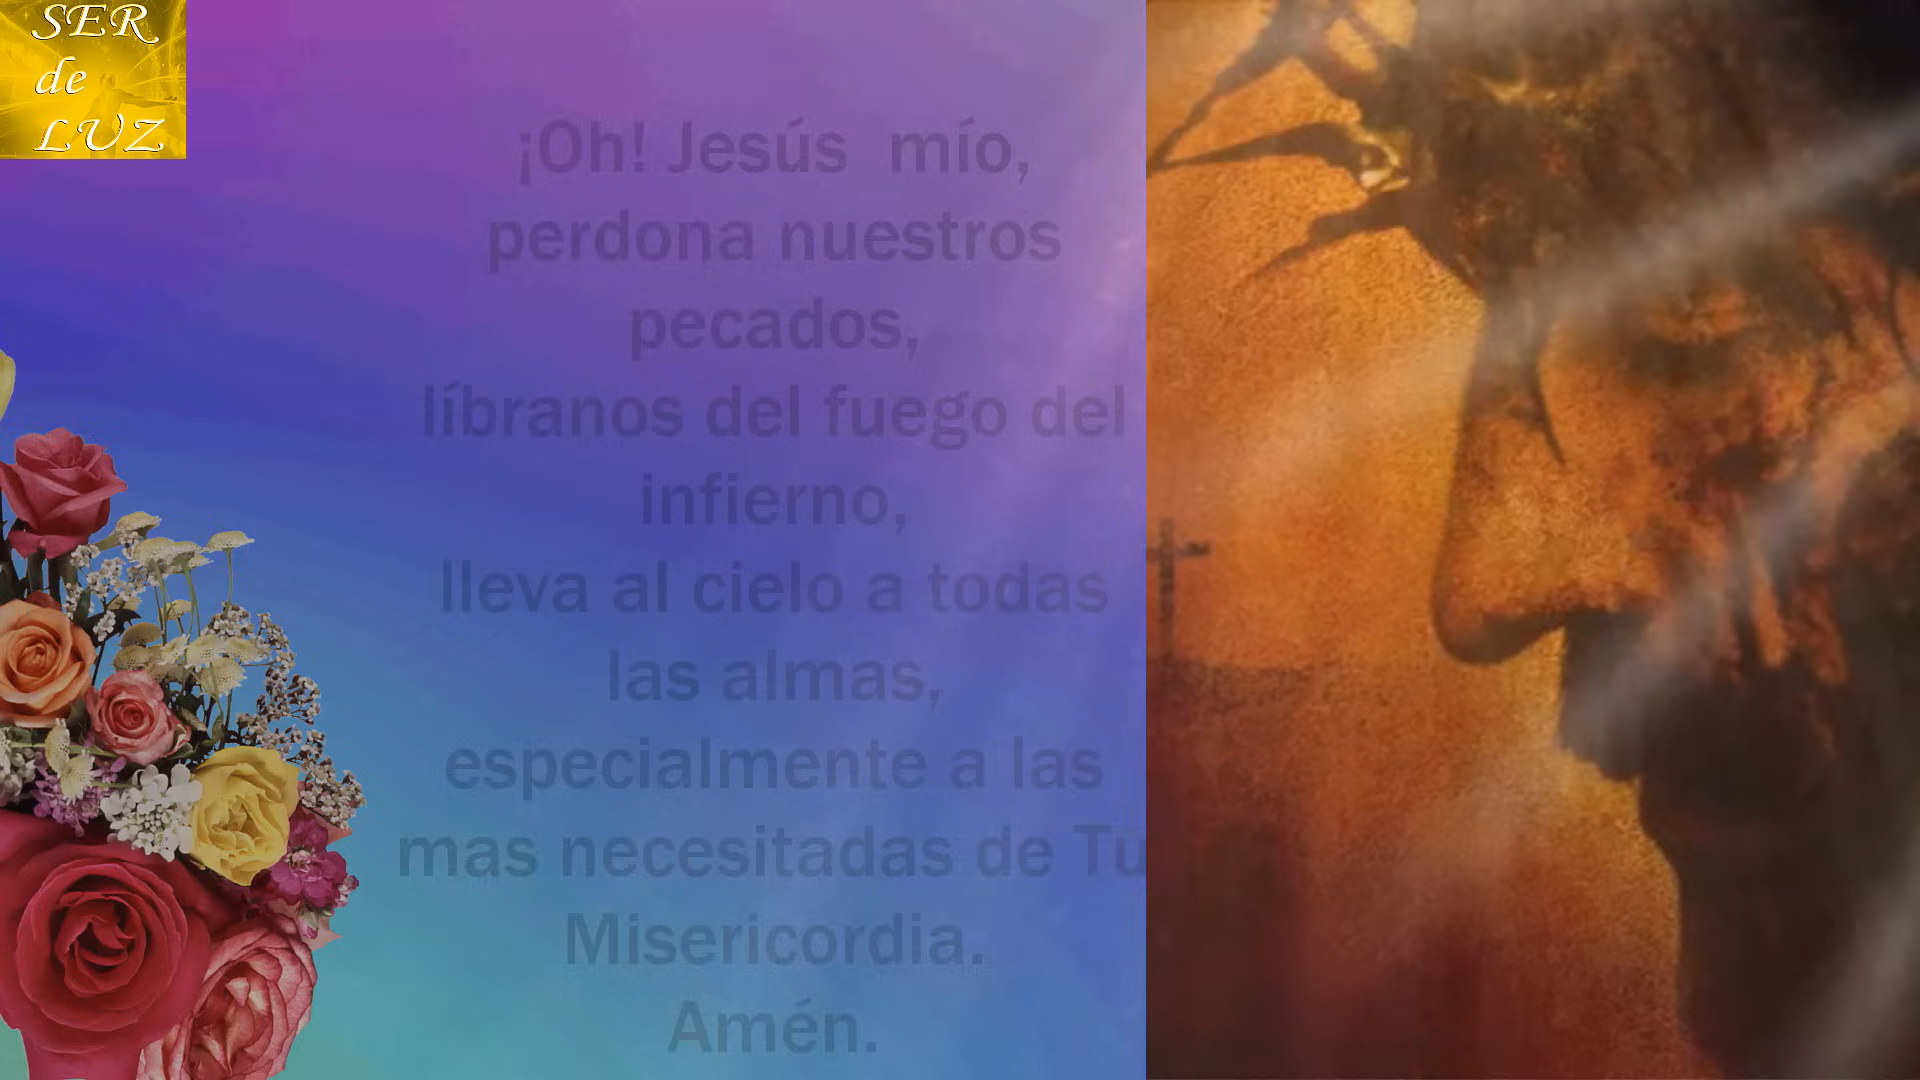 SER
de
LUZ
¡Oh! Jesús mío,
perdona nuestros
pecados,
líbranos del fuego del
infierno,
lleva al cielo a todas
las almas,
especialmente a las
mas necesitadas de Tu
Misericordia.
Amén.